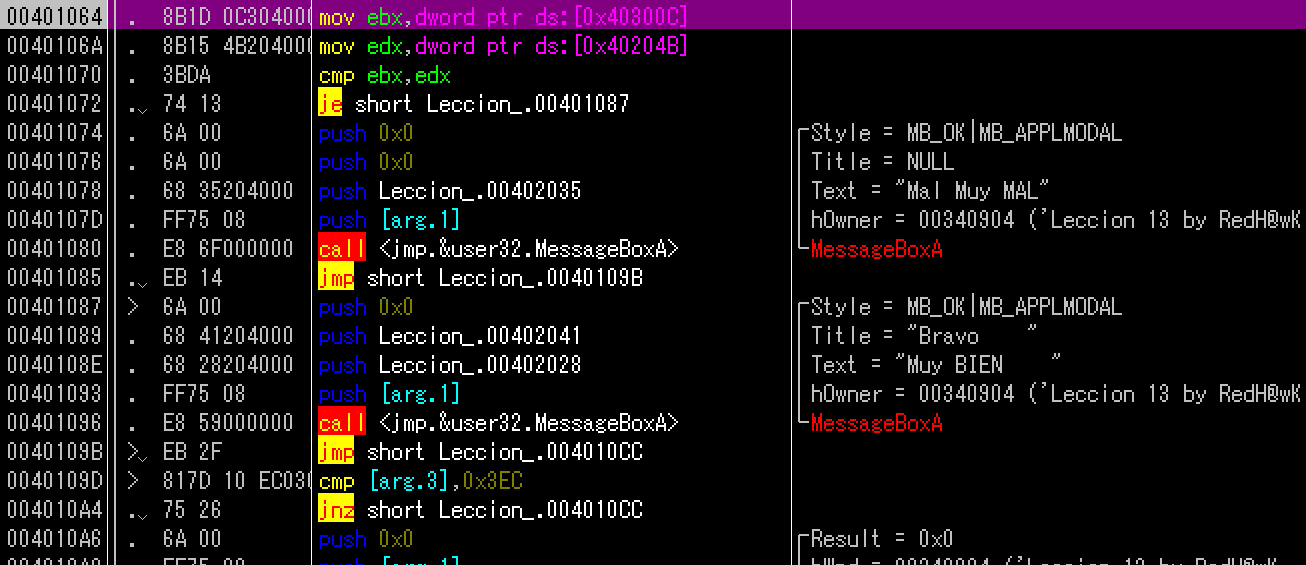 00401064 . 8B1D 0C304000 mov ebx,dword ptr ds:[0x40300C]
0040106A . 8B15 4B204000 mov edx,dword ptr ds:[0x40204B]
00401070 . 3BDA cmp ebx,edx
00401072 .⌄ 74 13 je short Leccion_.00401087
00401074 . 6A 00 push 0x0 ┌Style = MB_OK|MB_APPLMODAL
00401076 . 6A 00 push 0x0 Title = NULL
00401078 . 68 35204000 push Leccion_.00402035 Text = "Mal Muy MAL"
0040107D . FF75 08 push [arg.1] hOwner = 00340904 ('Leccion 13 by RedH@wK
00401080 . E8 6F000000 call <jmp.&user32.MessageBoxA> └MessageBoxA
00401085 .⌄ EB 14 jmp short Leccion_.0040109B
00401087 > 6A 00 push 0x0 ┌Style = MB_OK|MB_APPLMODAL
00401089 . 68 41204000 push Leccion_.00402041 Title = "Bravo    "
0040108E . 68 28204000 push Leccion_.00402028 Text = "Muy BIEN    "
00401093 . FF75 08 push [arg.1] hOwner = 00340904 ('Leccion 13 by RedH@wK
00401096 . E8 59000000 call <jmp.&user32.MessageBoxA> └MessageBoxA
0040109B >⌄ EB 2F jmp short Leccion_.004010CC
0040109D > 817D 10 EC030 cmp [arg.3],0x3EC
004010A4 .⌄ 75 26 jnz short Leccion_.004010CC
004010A6 . 6A 00 push 0x0 ┌Result = 0x0